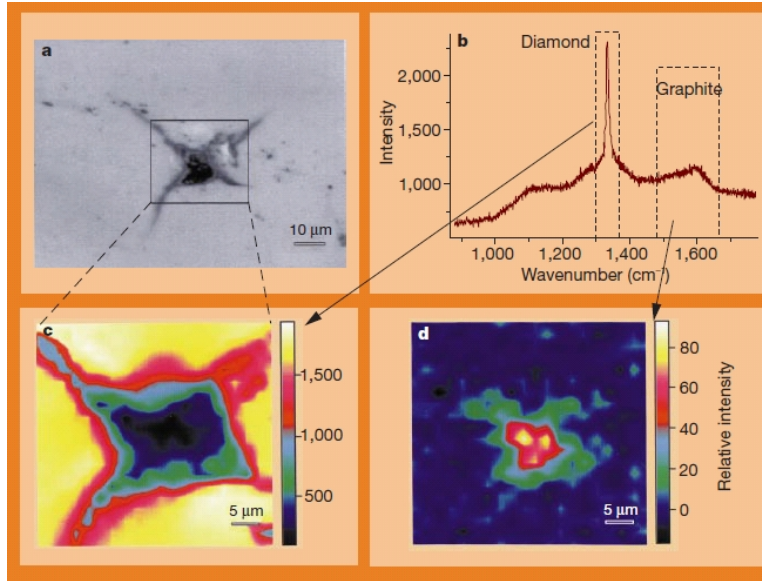 a
10 µm
b
Diamond
Graphite
2,000
1,500
1,000
Intensity
1,000
1,200
1,400
1,600
Wavenumber (cm⁻¹)
c
1,500
1,000
500
5 µm
d
80
60
40
20
0
Relative intensity
5 µm